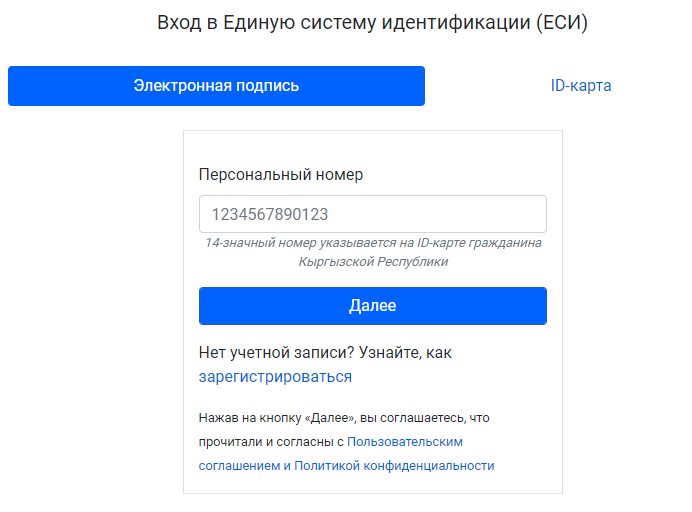 Вход в Единую систему идентификации (ЕСИ)
Электронная подпись
ID-карта
Персональный номер
1234567890123
14-значный номер указывается на ID-карте гражданина
Кыргызской Республики
Далее
Нет учетной записи? Узнайте, как
зарегистрироваться
Нажав на кнопку «Далее», вы соглашаетесь, что
прочитали и согласны с Пользовательским
соглашением и Политикой конфиденциальности